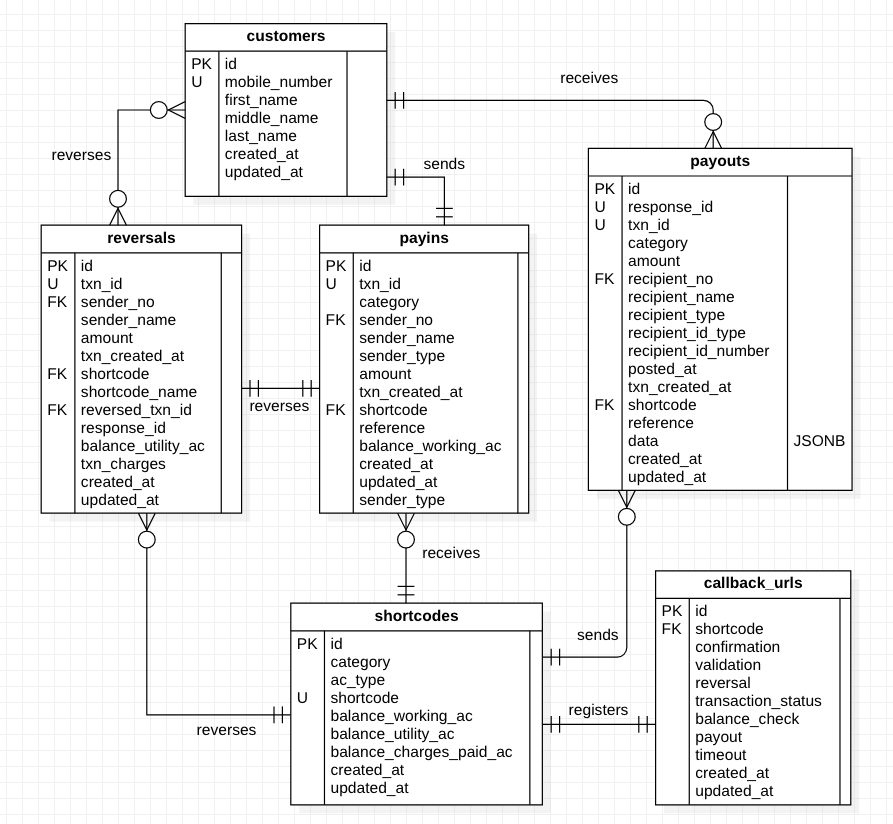 customers
PK id
U mobile_number
first_name
middle_name
last_name
created_at
updated_at
receives
sends
reverses
payouts
PK id
U response_id
U txn_id
category
amount
FK recipient_no
recipient_name
recipient_type
recipient_id_type
recipient_id_number
posted_at
txn_created_at
FK shortcode
reference
data JSONB
created_at
updated_at
reversals
PK id
U txn_id
FK sender_no
sender_name
amount
txn_created_at
FK shortcode
shortcode_name
FK reversed_txn_id
response_id
balance_utility_ac
txn_charges
created_at
updated_at
reverses
payins
PK id
U txn_id
category
FK sender_no
sender_name
sender_type
amount
txn_created_at
FK shortcode
reference
balance_working_ac
created_at
updated_at
sender_type
receives
shortcodes
PK id
category
ac_type
U shortcode
balance_working_ac
balance_utility_ac
balance_charges_paid_ac
created_at
updated_at
reverses
sends
registers
callback_urls
PK id
FK shortcode
confirmation
validation
reversal
transaction_status
balance_check
payout
timeout
created_at
updated_at